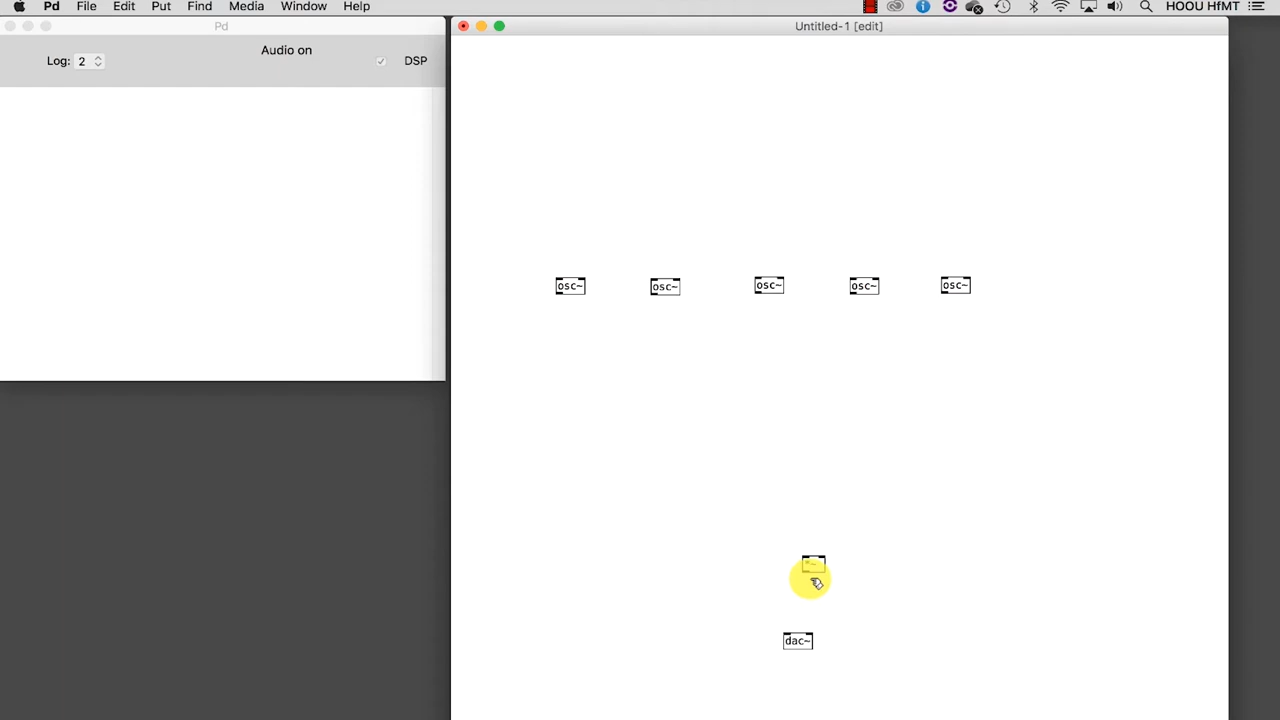 Pd File Edit Put Find Media Window Help HOOU HfMT
Pd
Audio on
Log: 2 DSP
Untitled-1 [edit]
osc~ osc~ osc~ osc~ osc~
dac~